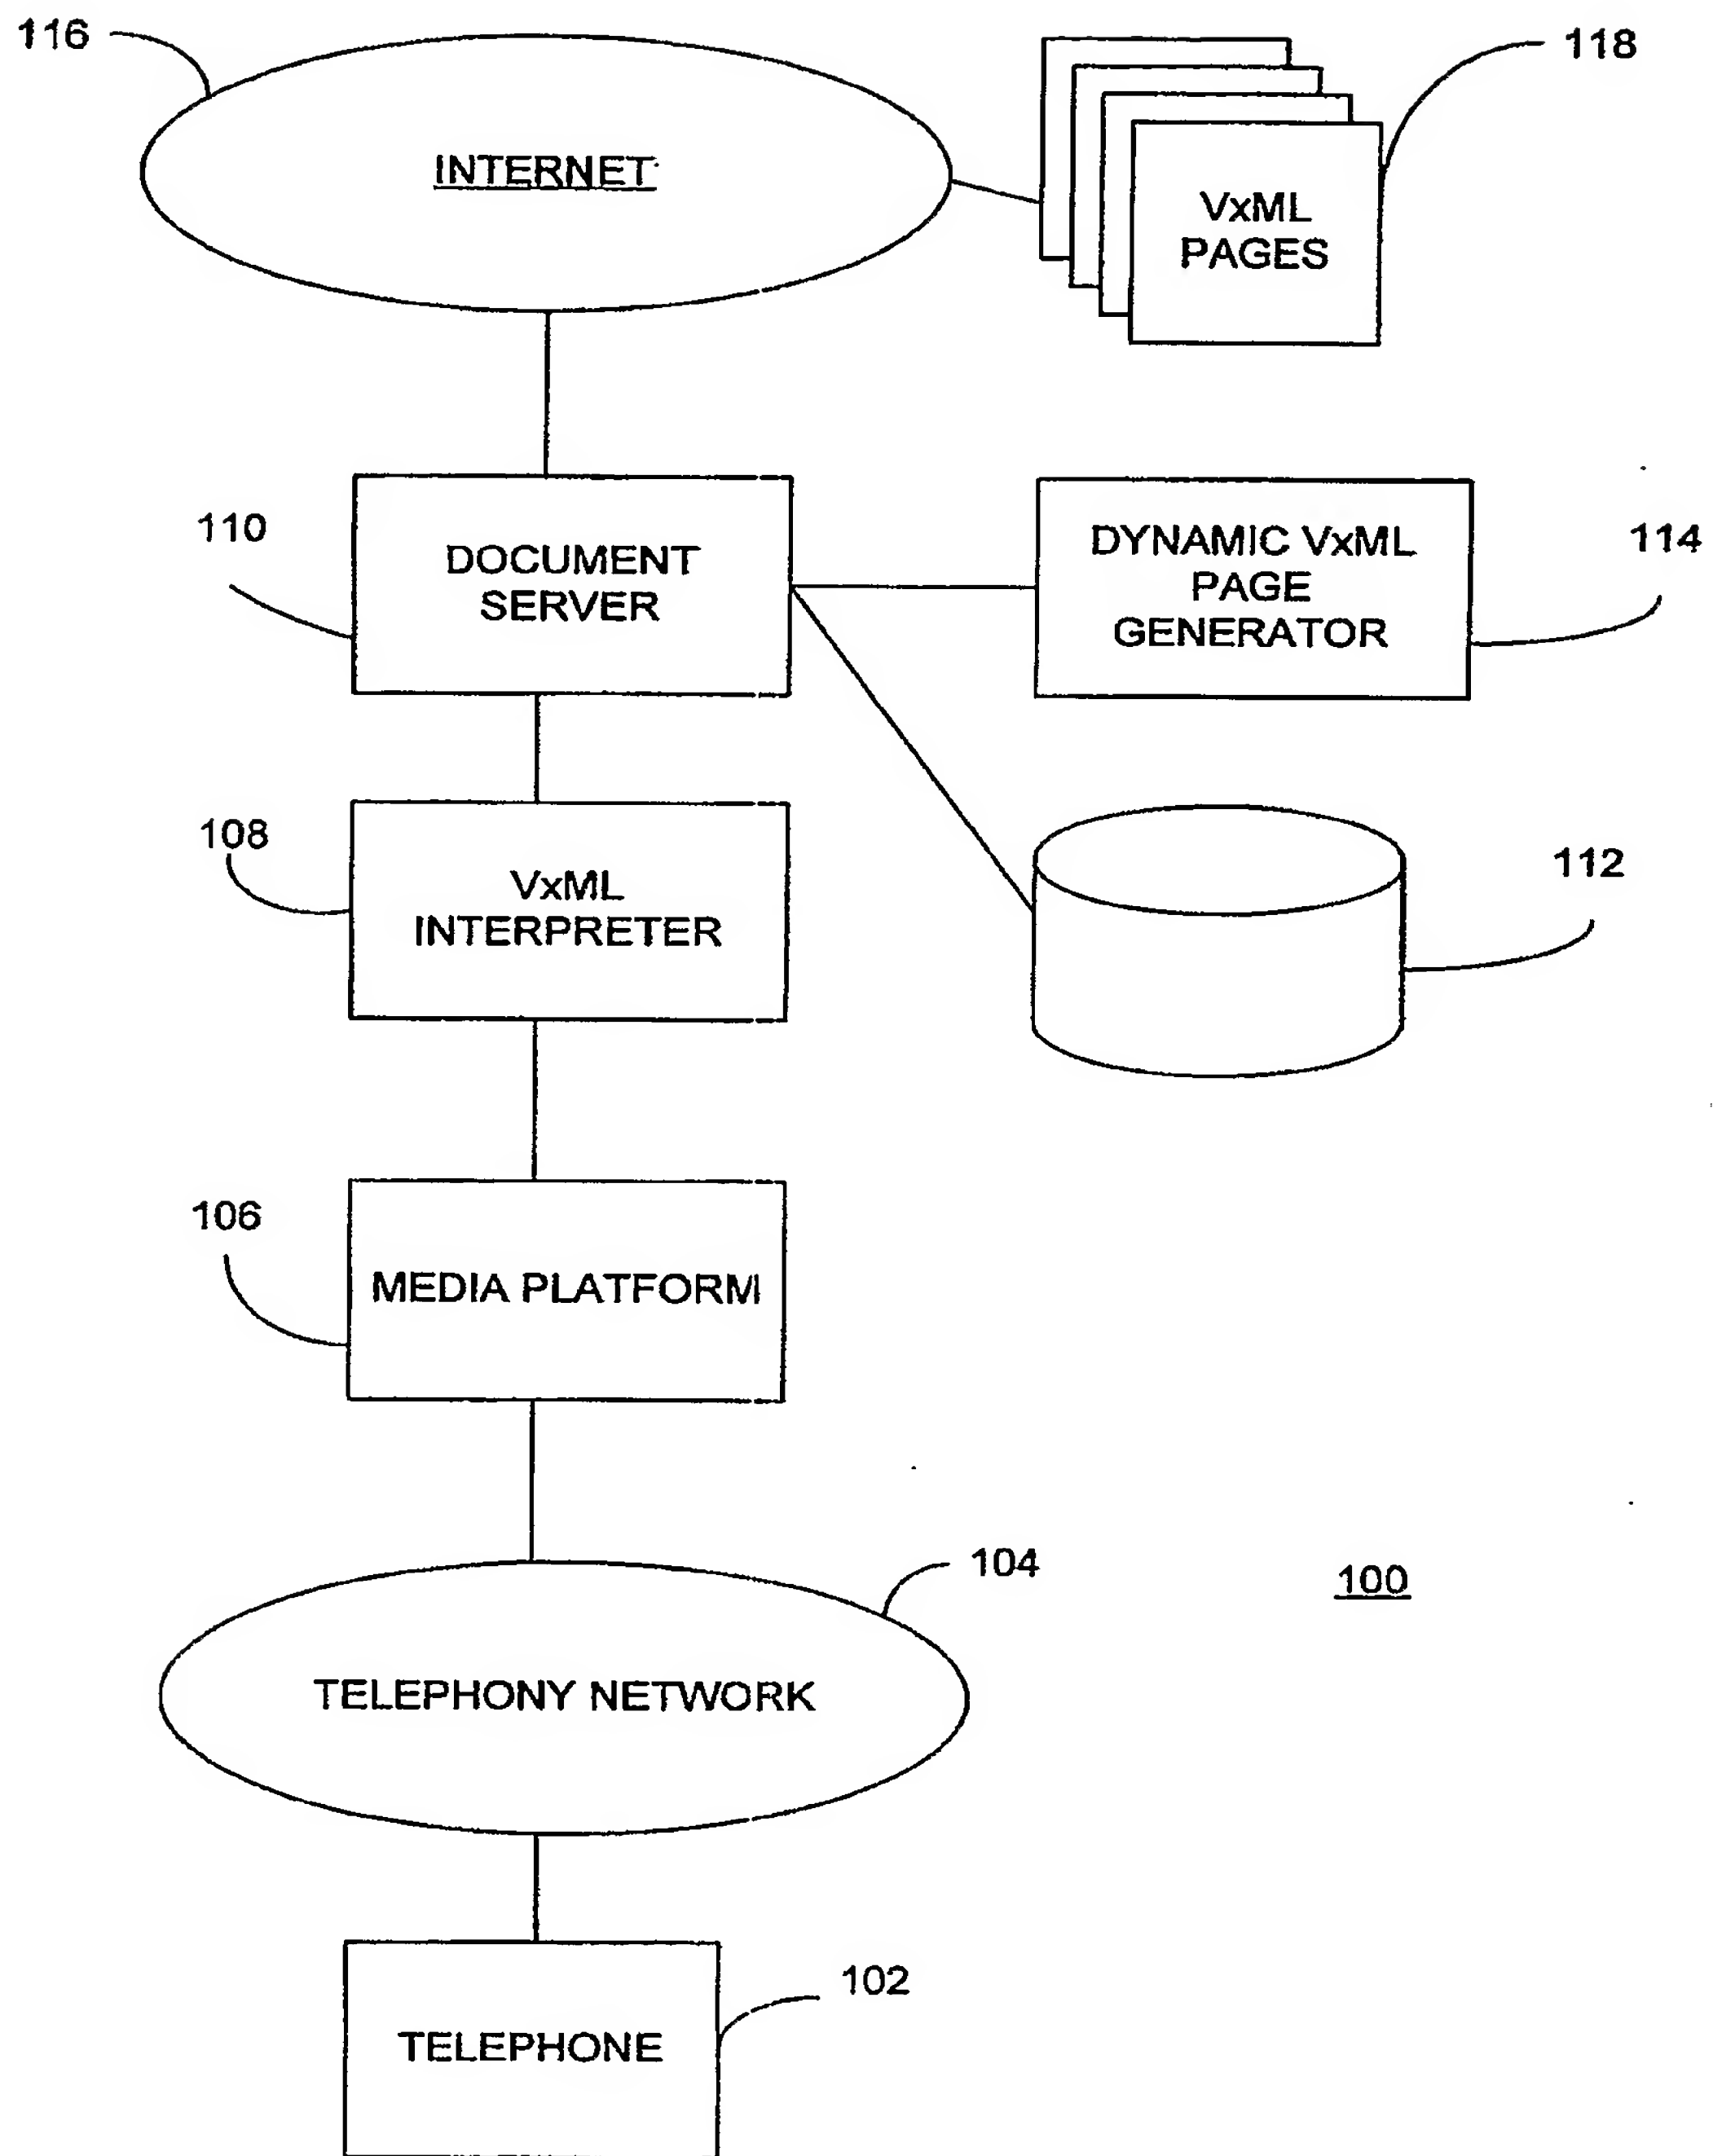 116
118
INTERNET
VxML
PAGES
110
DOCUMENT
SERVER
DYNAMIC VxML
PAGE
GENERATOR
114
108
VxML
INTERPRETER
112
106
MEDIA PLATFORM
104
100
TELEPHONY NETWORK
102
TELEPHONE